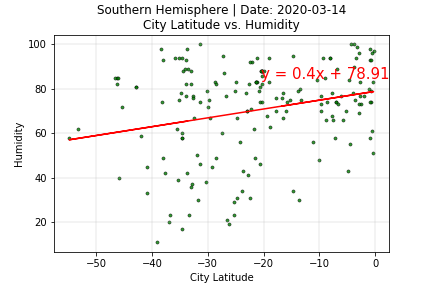 Southern Hemisphere | Date: 2020-03-14
City Latitude vs. Humidity
100
80
60
40
20
Humidity
y = 0.4x + 78.91
−50
−40
−30
−20
−10
0
City Latitude